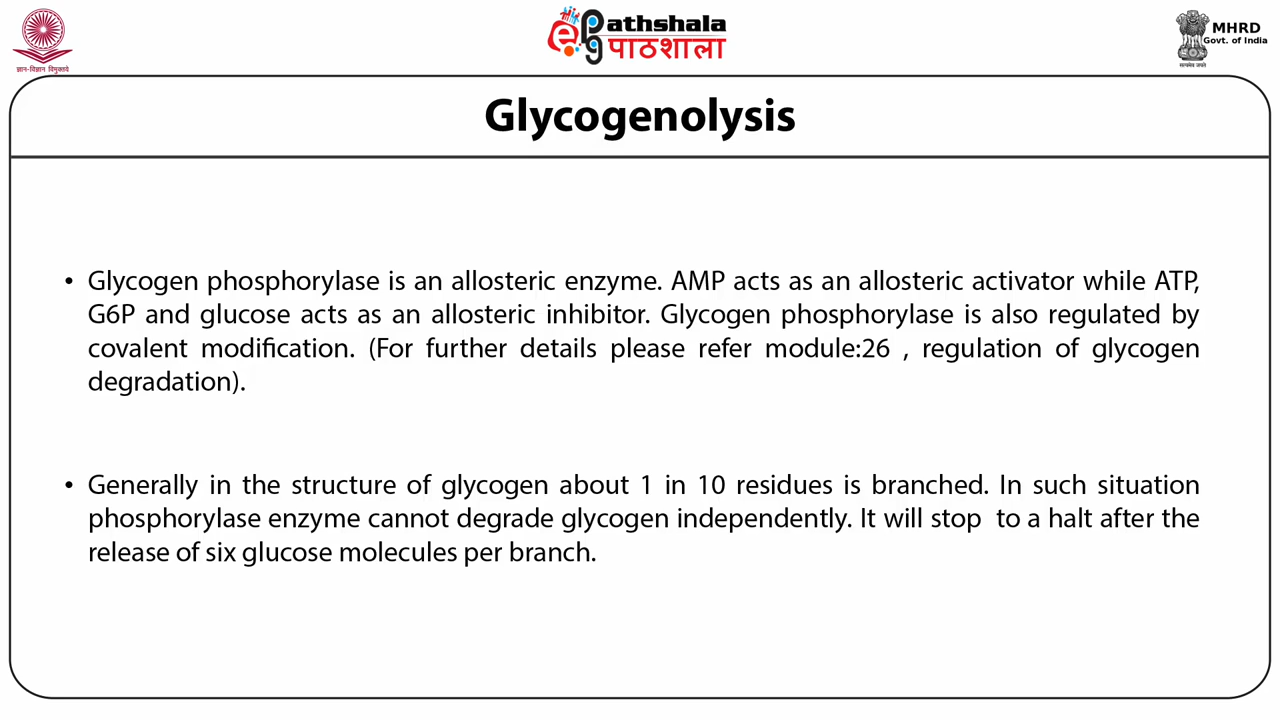 ज्ञान-विज्ञान विमुक्तये
ePathshala
पाठशाला
MHRD
Govt. of India
सत्यमेव जयते
Glycogenolysis
• Glycogen phosphorylase is an allosteric enzyme. AMP acts as an allosteric activator while ATP,
G6P and glucose acts as an allosteric inhibitor. Glycogen phosphorylase is also regulated by
covalent modification. (For further details please refer module:26 , regulation of glycogen
degradation).
• Generally in the structure of glycogen about 1 in 10 residues is branched. In such situation
phosphorylase enzyme cannot degrade glycogen independently. It will stop  to a halt after the
release of six glucose molecules per branch.